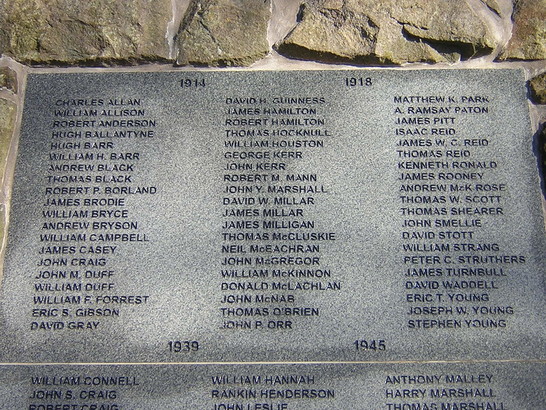 1914 1918
CHARLES ALLAN DAVID H. GUINNESS MATTHEW K. PARK
WILLIAM ALLISON JAMES HAMILTON A. RAMSAY PATON
ROBERT ANDERSON ROBERT HAMILTON JAMES PITT
HUGH BALLANTYNE THOMAS HOCKNULL ISAAC REID
HUGH BARR WILLIAM HOUSTON JAMES W. C. REID
WILLIAM H. BARR GEORGE KERR THOMAS REID
ANDREW BLACK JOHN KERR KENNETH RONALD
THOMAS BLACK ROBERT M. MANN JAMES ROONEY
ROBERT P. BORLAND JOHN Y. MARSHALL ANDREW McK ROSE
JAMES BRODIE DAVID W. MILLAR THOMAS W. SCOTT
WILLIAM BRYCE JAMES MILLAR THOMAS SHEARER
ANDREW BRYSON JAMES MILLIGAN JOHN SMELLIE
WILLIAM CAMPBELL THOMAS McCLUSKIE DAVID STOTT
JAMES CASEY NEIL McEACHRAN WILLIAM STRANG
JOHN CRAIG JOHN McGREGOR PETER C. STRUTHERS
JOHN M. DUFF WILLIAM McKINNON JAMES TURNBULL
WILLIAM DUFF DONALD McLACHLAN DAVID WADDELL
WILLIAM F. FORREST JOHN McNAB ERIC T. YOUNG
ERIC S. GIBSON THOMAS O'BRIEN JOSEPH W. YOUNG
DAVID GRAY JOHN P. ORR STEPHEN YOUNG
1939 1945
WILLIAM CONNELL WILLIAM HANNAH ANTHONY MALLEY
JOHN S. CRAIG RANKIN HENDERSON HARRY MARSHALL
ROBERT CRAIG JOHN LESLIE THOMAS MARSHALL